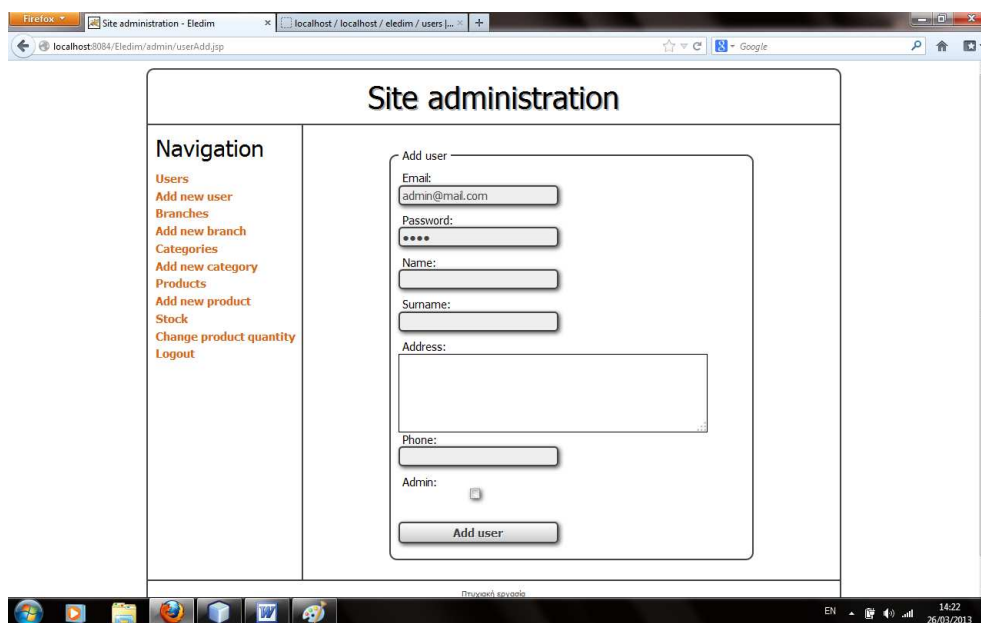 Firefox
Site administration - Eledim
localhost / localhost / eledim / users |...
localhost:8084/Eledim/admin/userAdd.jsp
Google
Site administration
Navigation
Users
Add new user
Branches
Add new branch
Categories
Add new category
Products
Add new product
Stock
Change product quantity
Logout
Add user
Email:
admin@mail.com
Password:
••••
Name:
Surname:
Address:
Phone:
Admin:
Add user
Πτυχιακή εργασία
EN
14:22
26/03/2013